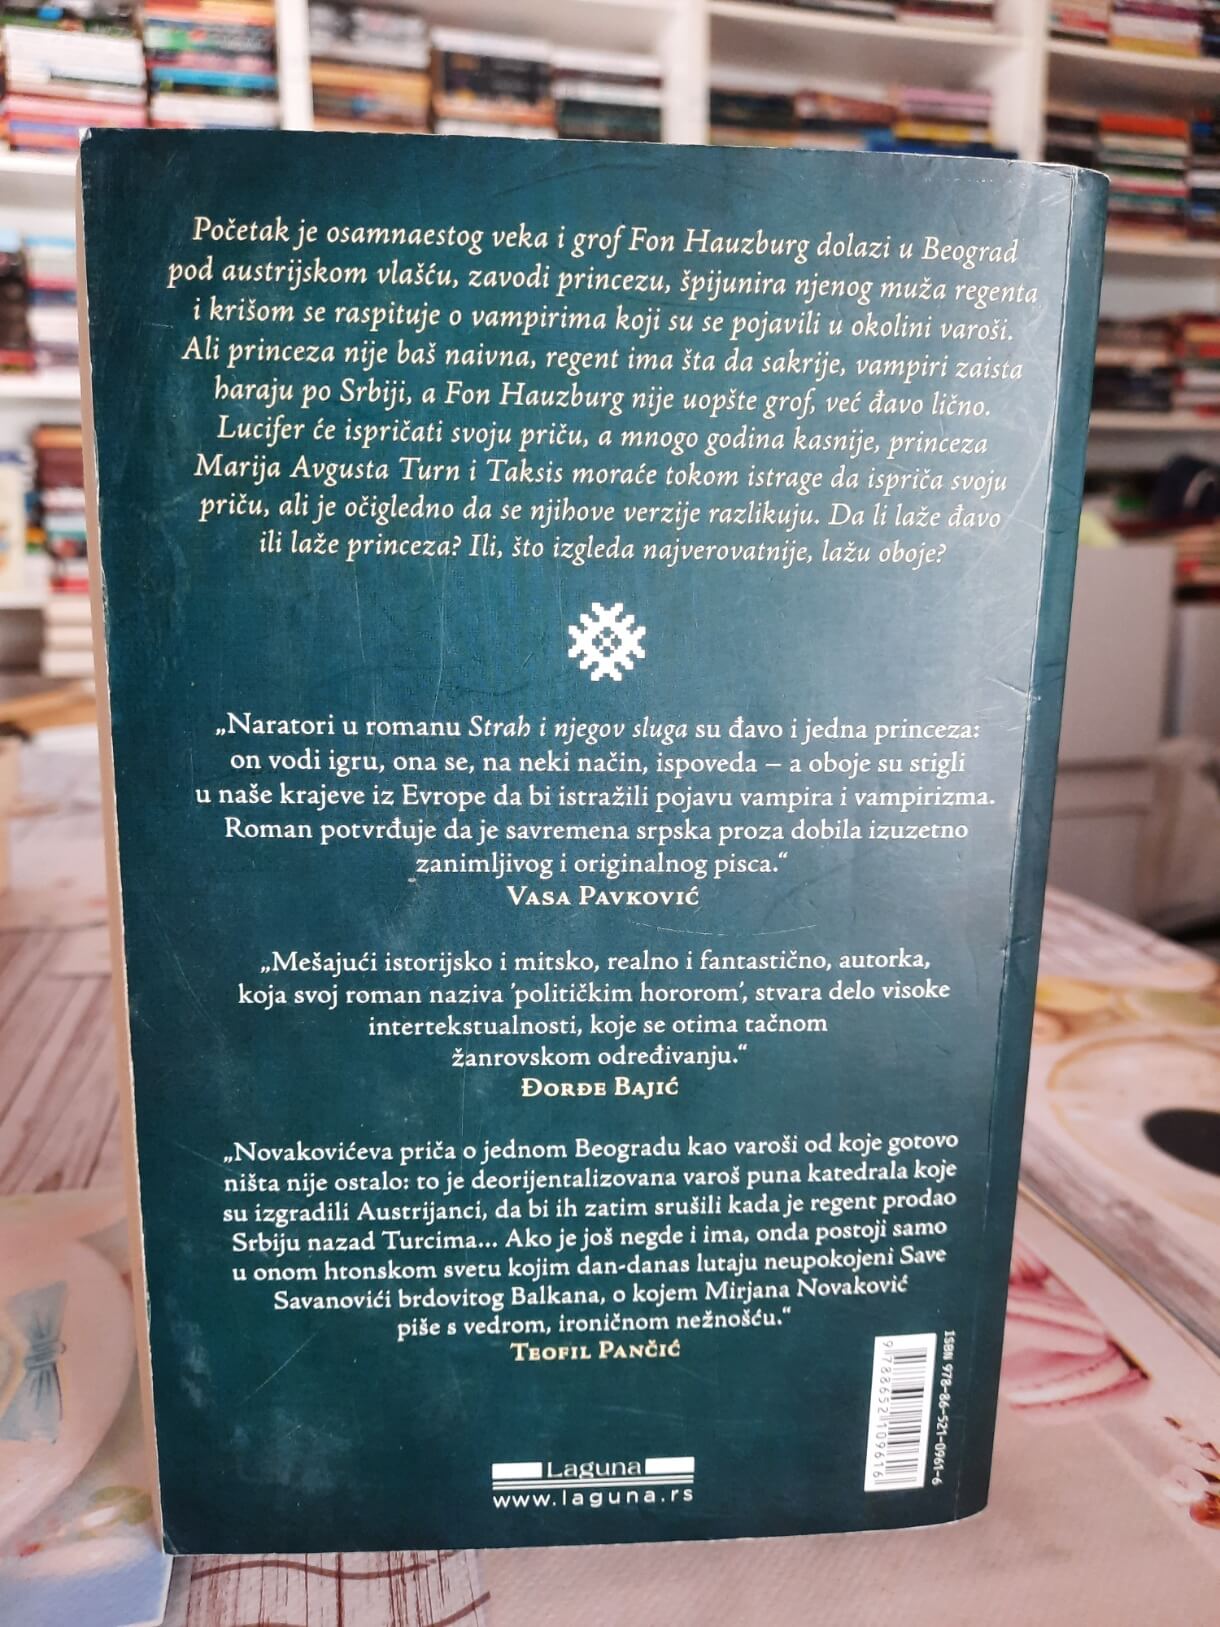 Početak je osamnaestog veka i grof Fon Hauzburg dolazi u Beograd
pod austrijskom vlašću, zavodi princezu, špijunira njenog muža regenta
i krišom se raspituje o vampirima koji su se pojavili u okolini varoši.
Ali princeza nije baš naivna, regent ima šta da sakrije, vampiri zaista
haraju po Srbiji, a Fon Hauzburg nije uopšte grof, već đavo lično.
Lucifer će ispričati svoju priču, a mnogo godina kasnije, princeza
Marija Avgusta Turn i Taksis moraće tokom istrage da ispriča svoju
priču, ali je očigledno da se njihove verzije razlikuju. Da li laže đavo
ili laže princeza? Ili, što izgleda najverovatnije, lažu oboje?
„Naratori u romanu Strah i njegov sluga su đavo i jedna princeza:
on vodi igru, ona se, na neki način, ispoveda – a oboje su stigli
u naše krajeve iz Evrope da bi istražili pojavu vampira i vampirizma.
Roman potvrđuje da je savremena srpska proza dobila izuzetno
zanimljivog i originalnog pisca.“
Vasa Pavković
„Mešajući istorijsko i mitsko, realno i fantastično, autorka,
koja svoj roman naziva ’političkim hororom’, stvara delo visoke
intertekstualnosti, koje se otima tačnom
žanrovskom određivanju.“
Đorđe Bajić
„Novakovićeva priča o jednom Beogradu kao varoši od koje gotovo
ništa nije ostalo: to je deorijentalizovana varoš puna katedrala koje
su izgradili Austrijanci, da bi ih zatim srušili kada je regent prodao
Srbiju nazad Turcima... Ako je još negde i ima, onda postoji samo
u onom htonskom svetu kojim dan-danas lutaju neupokojeni Save
Savanovići brdovitog Balkana, o kojem Mirjana Novaković
piše s vedrom, ironičnom nežnošću.“
Teofil Pančić
ISBN 978-86-521-0961-6
9788652109616
Laguna
www.laguna.rs